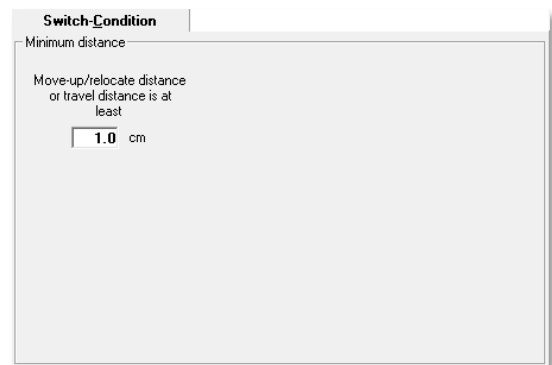 Switch-Condition
Minimum distance
Move-up/relocate distance
or travel distance is at
least
1.0 cm